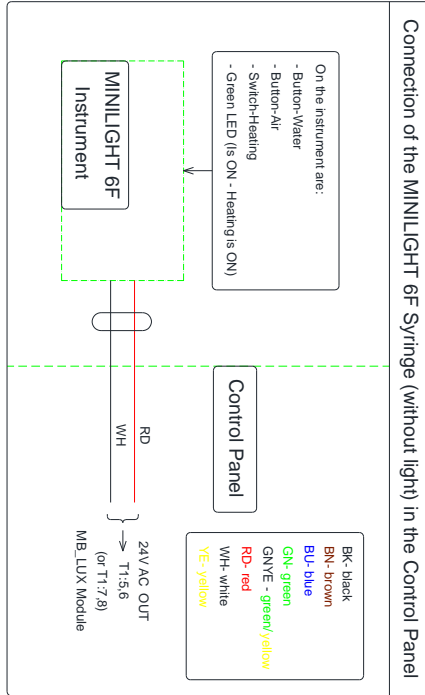 Connection of the MINILIGHT 6F Syringe (without light) in the Control Panel
On the instrument are:
- Button-Water
- Button-Air
- Switch-Heating
- Green LED (Is ON - Heating is ON)
MINILIGHT 6F
Instrument
Control Panel
BK- black
BN- brown
BU- blue
GN- green
GNYE - green/yellow
RD- red
WH- white
YE- yellow
RD
WH
24V AC OUT
T1:5,6
(or T1:7,8)
MB_LUX Module